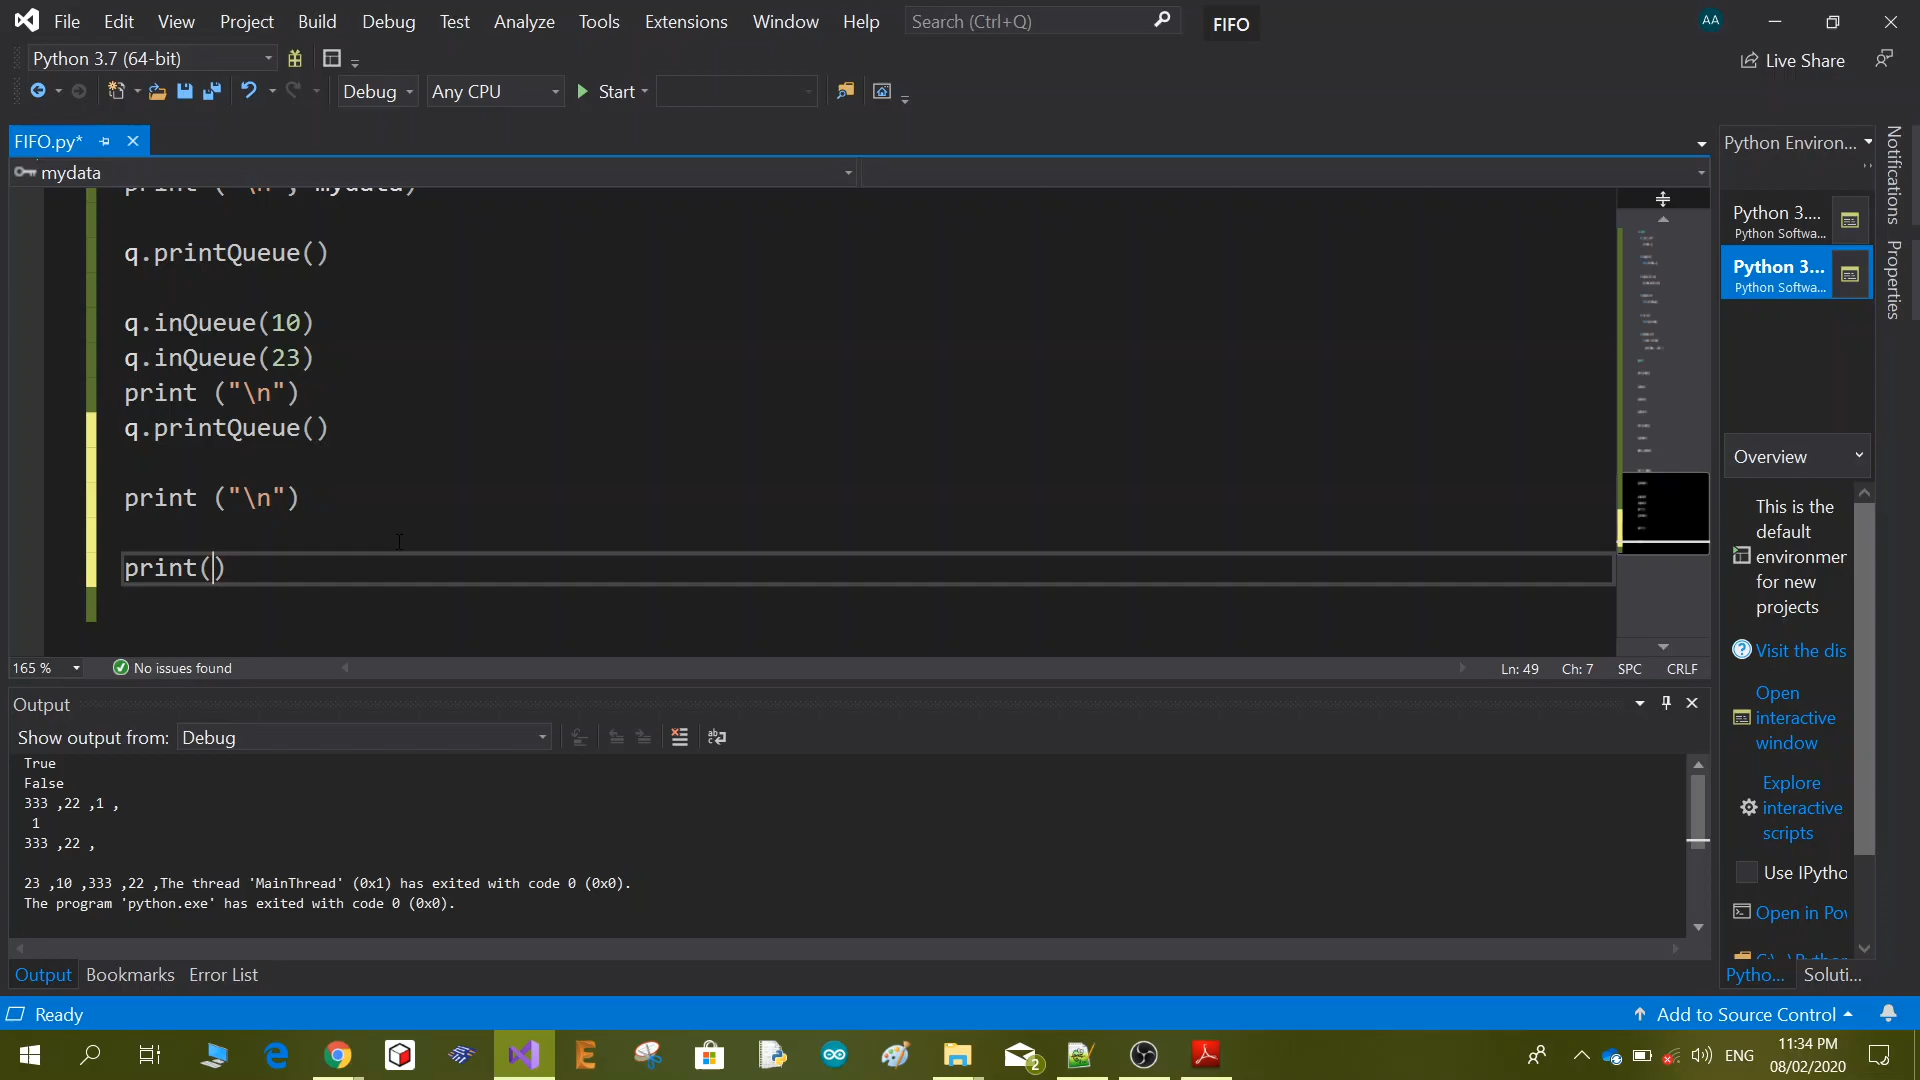 File Edit View Project Build Debug Test Analyze Tools Extensions Window Help Search (Ctrl+Q) FIFO AA
Python 3.7 (64-bit) Live Share
Debug Any CPU Start
FIFO.py* Python Environ...
mydata
print ( "\n", mydata)
q.printQueue()
q.inQueue(10)
q.inQueue(23)
print ("\n")
q.printQueue()
print ("\n")
print()
Python 3....
Python Softwa...
Python 3...
Python Softwa...
Overview
This is the
default
environmer
for new
projects
Visit the dis
Open
interactive
window
Explore
interactive
scripts
Use IPytho
Open in Pov
Notifications
Properties
165 % No issues found Ln: 49 Ch: 7 SPC CRLF
Output
Show output from: Debug
True
False
333 ,22 ,1 ,
1
333 ,22 ,
23 ,10 ,333 ,22 ,The thread 'MainThread' (0x1) has exited with code 0 (0x0).
The program 'python.exe' has exited with code 0 (0x0).
Output Bookmarks Error List Pytho... Soluti...
Ready Add to Source Control
2 ENG 11:34 PM
08/02/2020